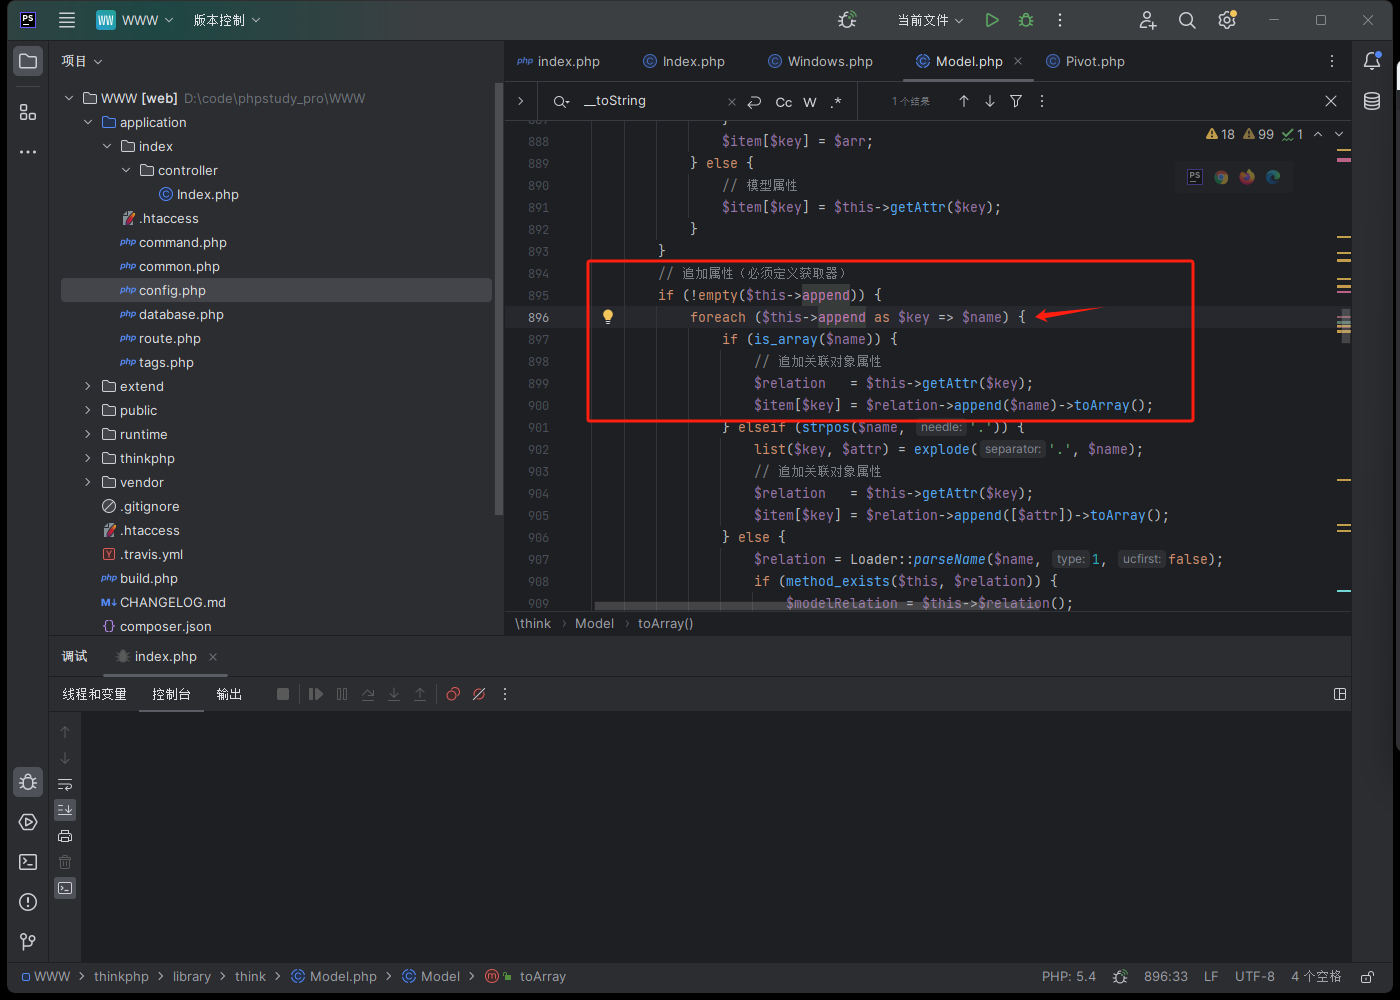 PS
WW WWW
版本控制
当前文件
项目
php index.php
Index.php
Windows.php
Model.php
Pivot.php
__toString
Cc W .*
1 个结果
WWW [web] D:\code\phpstudy_pro\WWW
application
index
controller
Index.php
.htaccess
php command.php
php common.php
php config.php
php database.php
php route.php
php tags.php
extend
public
runtime
thinkphp
vendor
.gitignore
.htaccess
.travis.yml
php build.php
M↓ CHANGELOG.md
{} composer.json
18 99 1
888 $item[$key] = $arr;
889 } else {
890 // 模型属性
891 $item[$key] = $this->getAttr($key);
892 }
893 }
894 // 追加属性（必须定义获取器）
895 if (!empty($this->append)) {
896 foreach ($this->append as $key => $name) {
897 if (is_array($name)) {
898 // 追加关联对象属性
899 $relation   = $this->getAttr($key);
900 $item[$key] = $relation->append($name)->toArray();
901 } elseif (strpos($name, needle: '.')) {
902 list($key, $attr) = explode( separator: '.', $name);
903 // 追加关联对象属性
904 $relation   = $this->getAttr($key);
905 $item[$key] = $relation->append([$attr])->toArray();
906 } else {
907 $relation = Loader::parseName($name, type: 1, ucfirst: false);
908 if (method_exists($this, $relation)) {
909 $modelRelation = $this->$relation();
\think › Model › toArray()
调试
index.php
线程和变量
控制台
输出
WWW > thinkphp > library > think > Model.php > Model > toArray
PHP: 5.4
896:33
LF
UTF-8
4 个空格